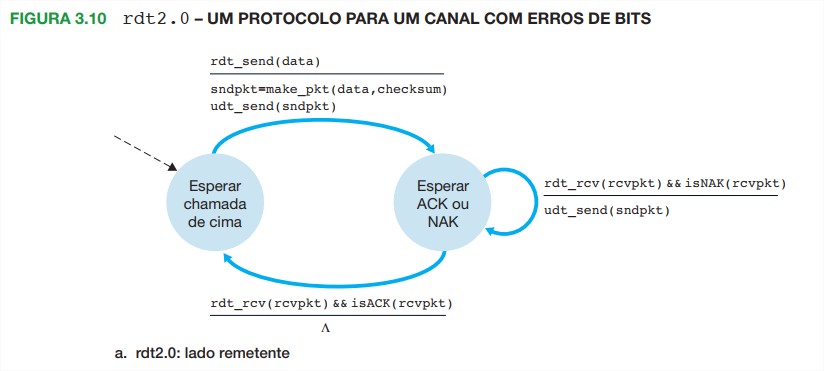 FIGURA 3.10 rdt2.0 – UM PROTOCOLO PARA UM CANAL COM ERROS DE BITS
rdt_send(data)
sndpkt=make_pkt(data,checksum)
udt_send(sndpkt)
Esperar
chamada
de cima
Esperar
ACK ou
NAK
rdt_rcv(rcvpkt) && isNAK(rcvpkt)
udt_send(sndpkt)
rdt_rcv(rcvpkt) && isACK(rcvpkt)
Λ
a. rdt2.0: lado remetente